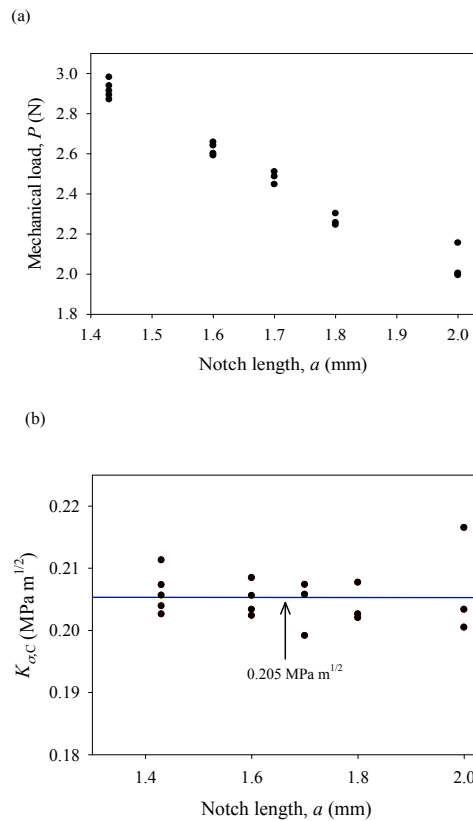 (a)
Mechanical load, P (N)
3.0
2.8
2.6
2.4
2.2
2.0
1.8
1.4 1.5 1.6 1.7 1.8 1.9 2.0
Notch length, a (mm)
(b)
K_{σ,C} (MPa m^{1/2})
0.22
0.21
0.20
0.19
0.18
0.205 MPa m^{1/2}
1.4 1.6 1.8 2.0
Notch length, a (mm)